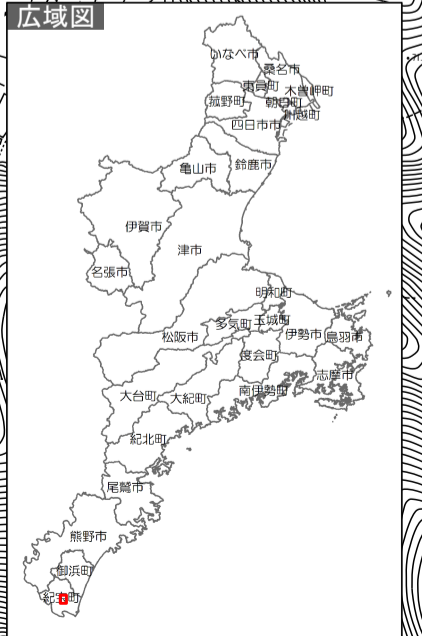 広域図
いなべ市
桑名市
東員町
木曽岬町
菰野町
朝日町
川越町
四日市市
亀山市
鈴鹿市
伊賀市
津市
名張市
明和町
松阪市
多気町
玉城町
伊勢市
鳥羽市
度会町
志摩市
大台町
大紀町
南伊勢町
紀北町
尾鷲市
熊野市
御浜町
紀宝町